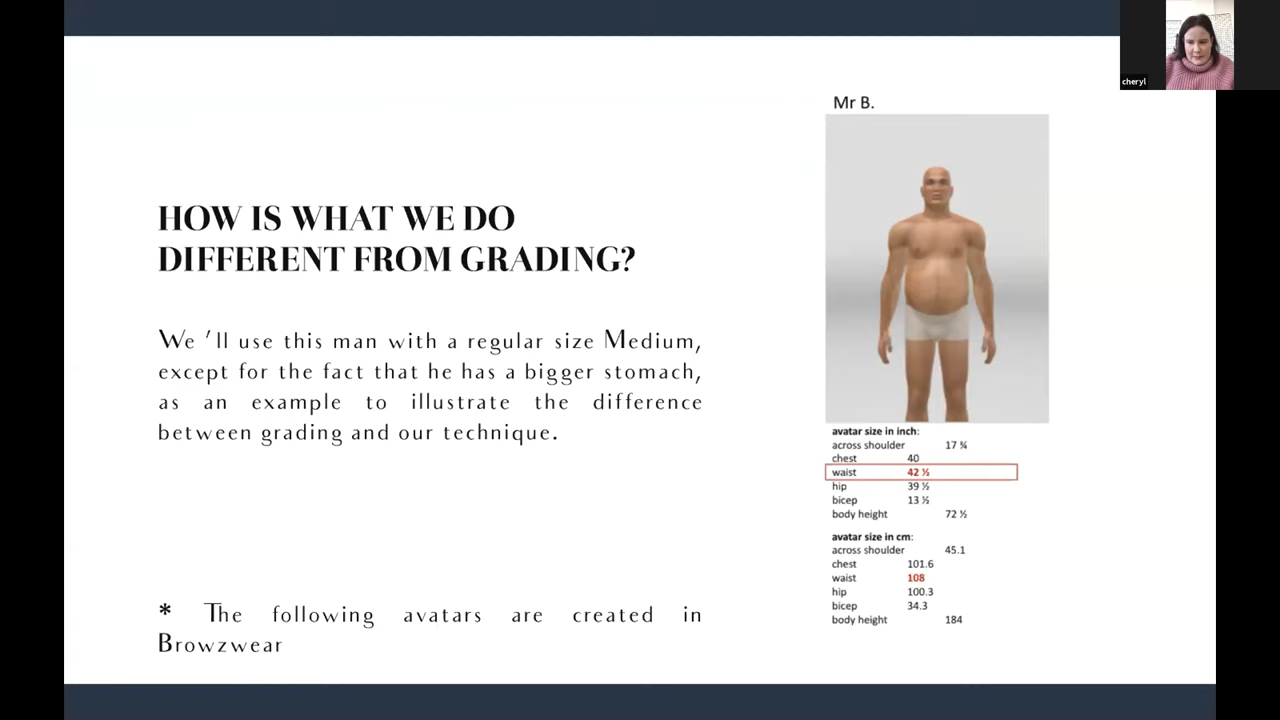 cheryl
Mr B.
HOW IS WHAT WE DO
DIFFERENT FROM GRADING?
We 'll use this man with a regular size Medium,
except for the fact that he has a bigger stomach,
as an example to illustrate the difference
between grading and our technique.
* The following avatars are created in
Browzwear
avatar size in inch:
across shoulder 17 ¾
chest 40
waist 42 ½
hip 39 ½
bicep 13 ½
body height 72 ½
avatar size in cm:
across shoulder 45.1
chest 101.6
waist 108
hip 100.3
bicep 34.3
body height 184